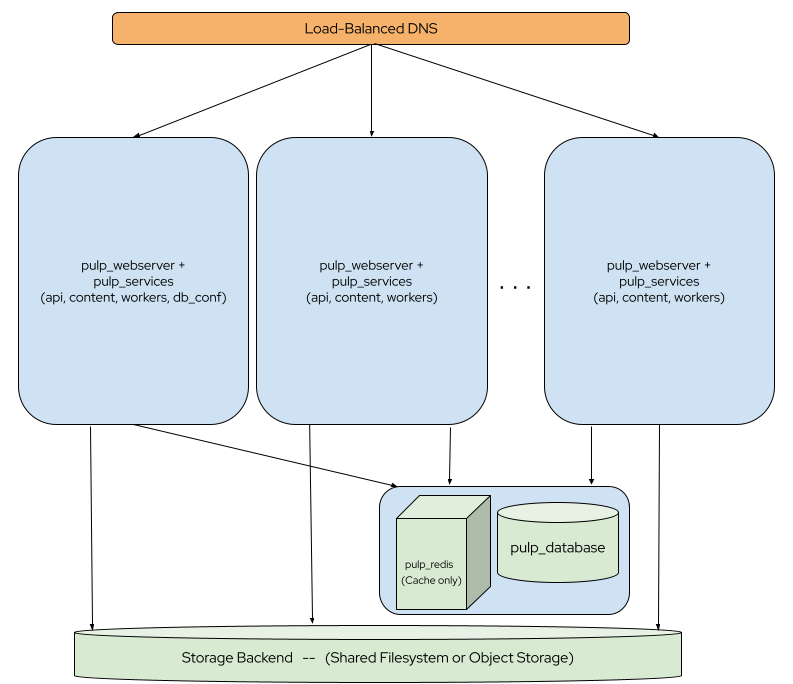 Load-Balanced DNS
pulp_webserver +
pulp_services
(api, content, workers, db_conf)
pulp_webserver +
pulp_services
(api, content, workers)
. . .
pulp_webserver +
pulp_services
(api, content, workers)
pulp_redis
(Cache only)
pulp_database
Storage Backend -- (Shared Filesystem or Object Storage)